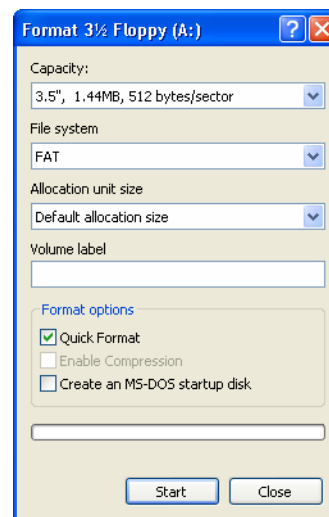 Format 3½ Floppy (A:)
Capacity:
3.5", 1.44MB, 512 bytes/sector
File system
FAT
Allocation unit size
Default allocation size
Volume label
Format options
Quick Format
Enable Compression
Create an MS-DOS startup disk
Start Close